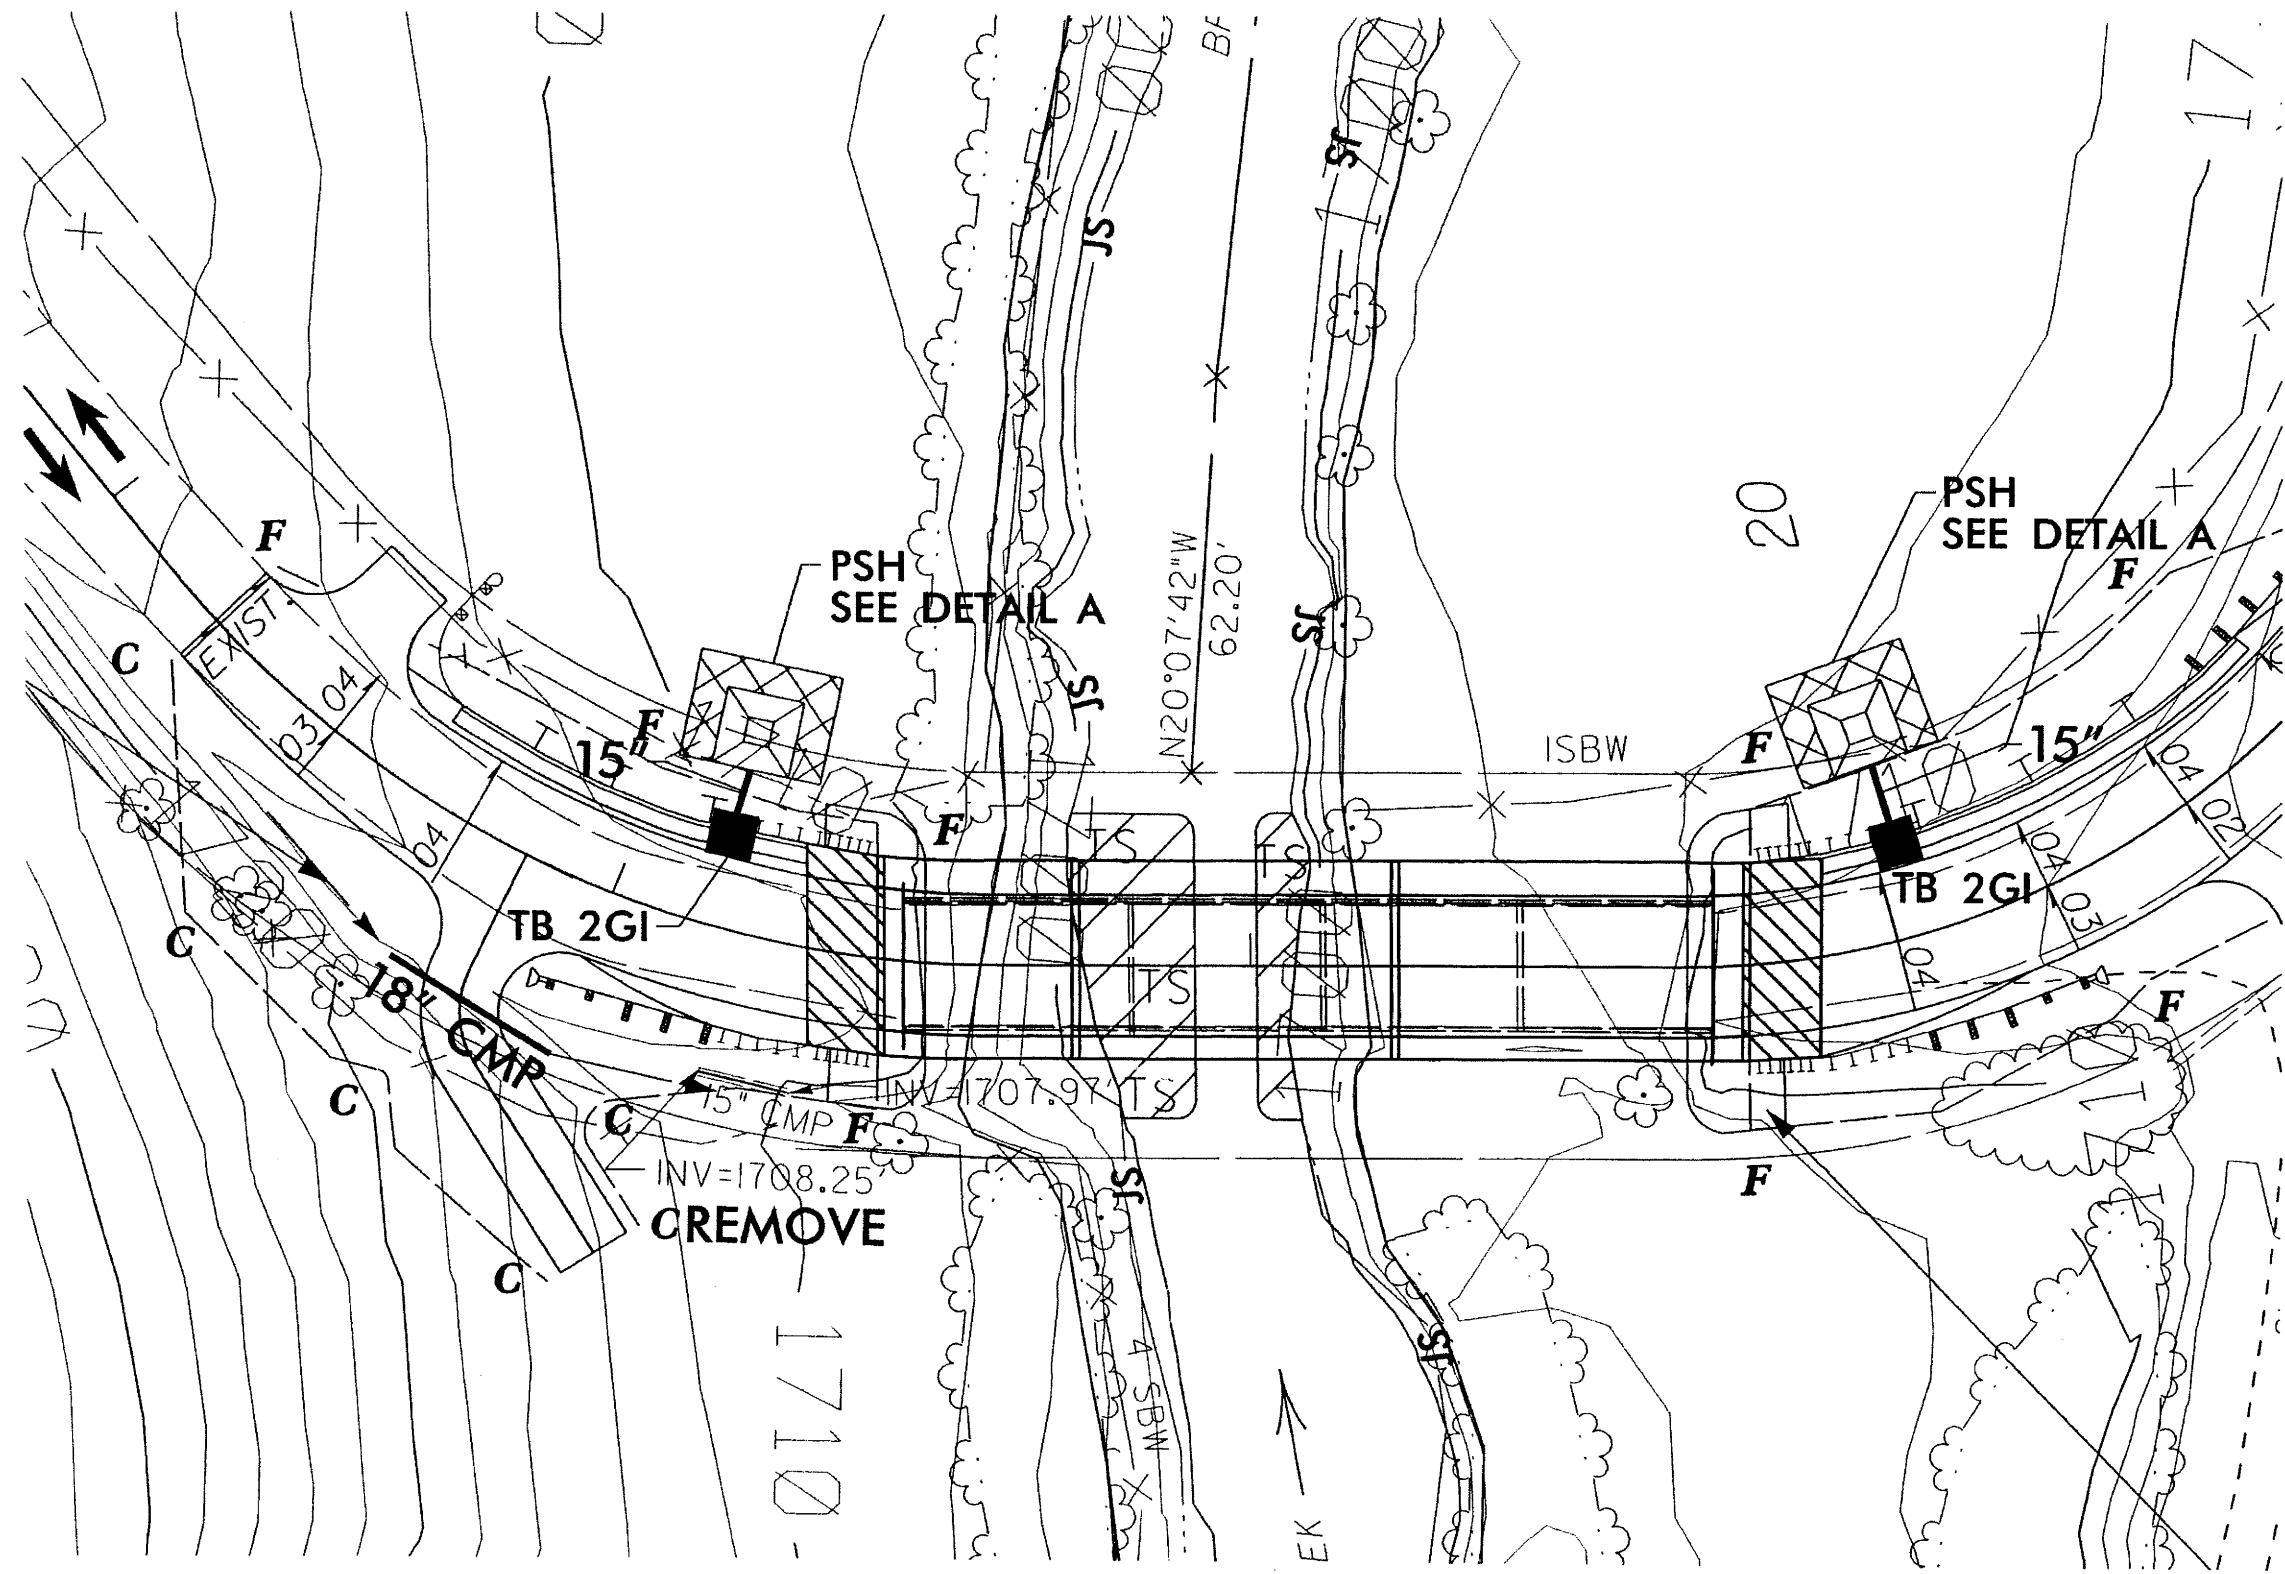 17
JS
JS
F
PSH
SEE DETAIL A
20
PSH
SEE DETAIL A
F
N20°07'42"W
62.20'
JS
JS
EXIST.
C
03 04
F
15"
F
ISBW
15"
04
04
02
F
TS
TS
TB 2GI
TB 2GI
04
03
04
C
18" CMP
TS
F
C
C
15" CMP
INV=1707.97'
TS
F
INV=1708.25'
JS
F
C REMOVE
C
1710
4 SBW
JS
EK